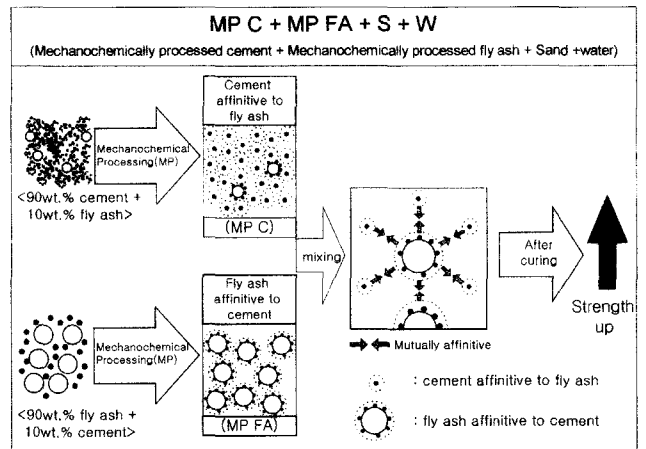 MP C + MP FA + S + W
(Mechanochemically processed cement + Mechanochemically processed fly ash + Sand +water)
Cement
affinitive to
fly ash
Mechanochemical
Processing(MP)
<90wt.% cement +
10wt.% fly ash>
(MP C)
mixing
After
curing
Strength
up
Fly ash
affinitive to
cement
Mechanochemical
Processing(MP)
<90wt.% fly ash +
10wt.% cement>
(MP FA)
Mutually affinitive
: cement affinitive to fly ash
: fly ash affinitive to cement